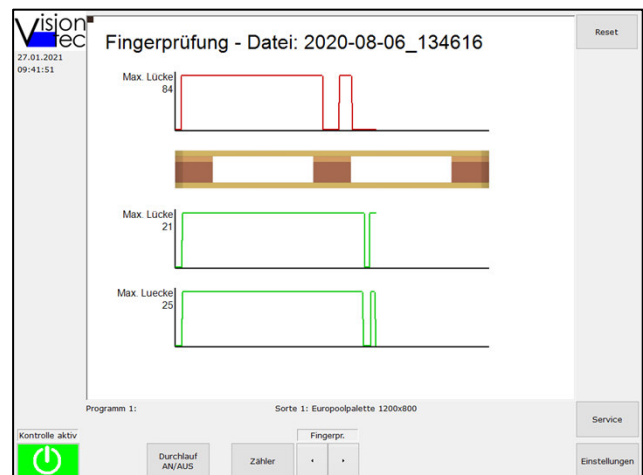 Vision
Tec
27.01.2021
09:41:51
Fingerprüfung - Datei: 2020-08-06_134616
Reset
Max. Lücke
84
Max. Lücke
21
Max. Luecke
25
Programm 1:
Sorte 1: Europoolpalette 1200x800
Service
Kontrolle aktiv
Fingerpr.
Durchlauf
AN/AUS
Zähler
Einstellungen